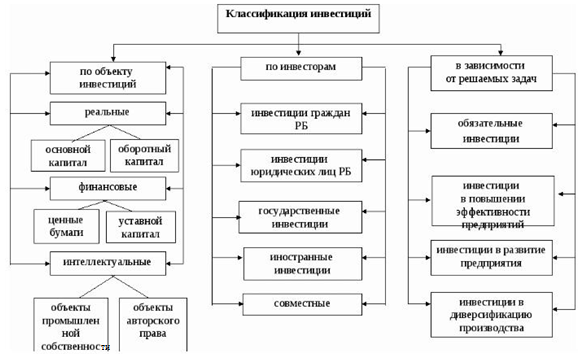 Классификация инвестиций
по объекту
инвестиций
реальные
основной
капитал
оборотный
капитал
финансовые
ценные
бумаги
уставной
капитал
интеллектуальные
объекты
промышлен
ной
собственности
объекты
авторского
права
по инвесторам
инвестиции граждан
РБ
инвестиции
юридических лиц РБ
государственные
инвестиции
иностранные
инвестиции
совместные
в зависимости
от решаемых задач
обязательные
инвестиции
инвестиции
в повышении
эффективности
предприятий
инвестиции в развитие
предприятия
инвестиции в
диверсификацию
производства